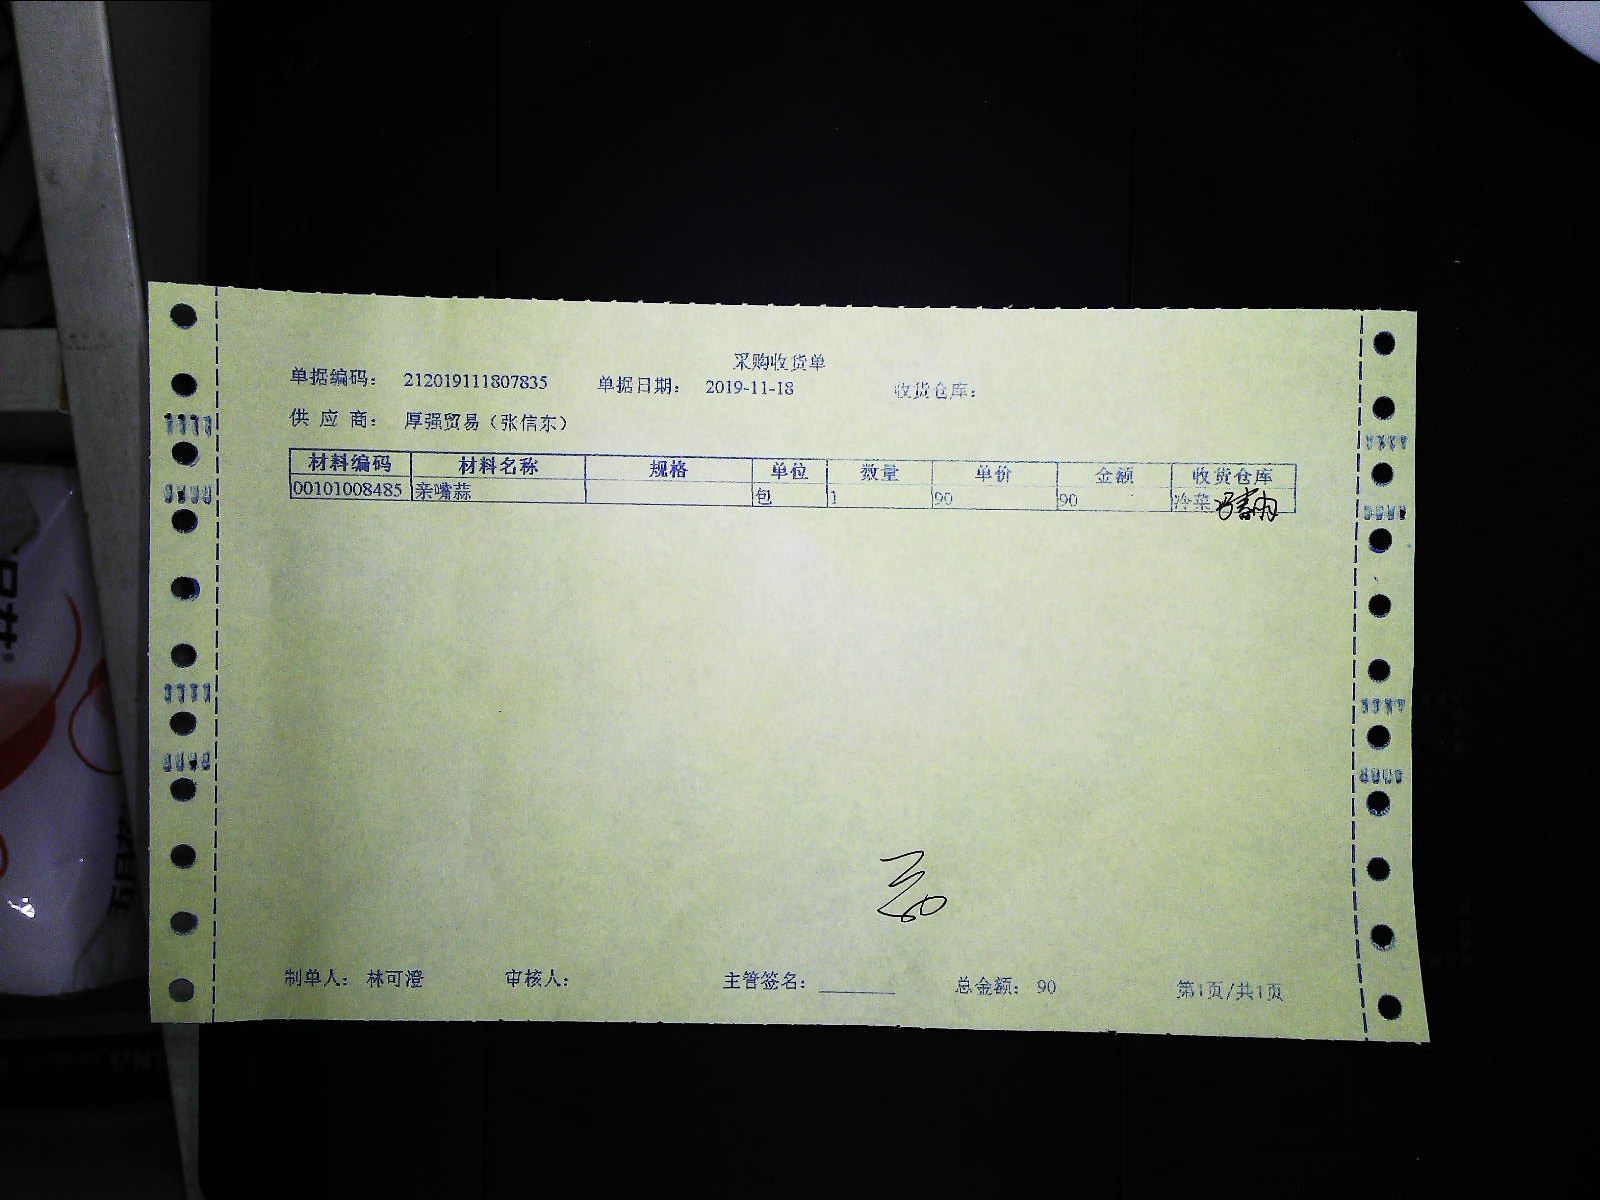 采购收货单
单据编码： 212019111807835 单据日期： 2019-11-18 收货仓库：
供 应 商： 厚强贸易（张信东）
材料编码 材料名称 规格 单位 数量 单价 金额 收货仓库
00101008485 亲嘴蒜 包 1 90 90 冷菜
制单人： 林可澄 审核人： 主管签名： 总金额： 90 第1页/共1页